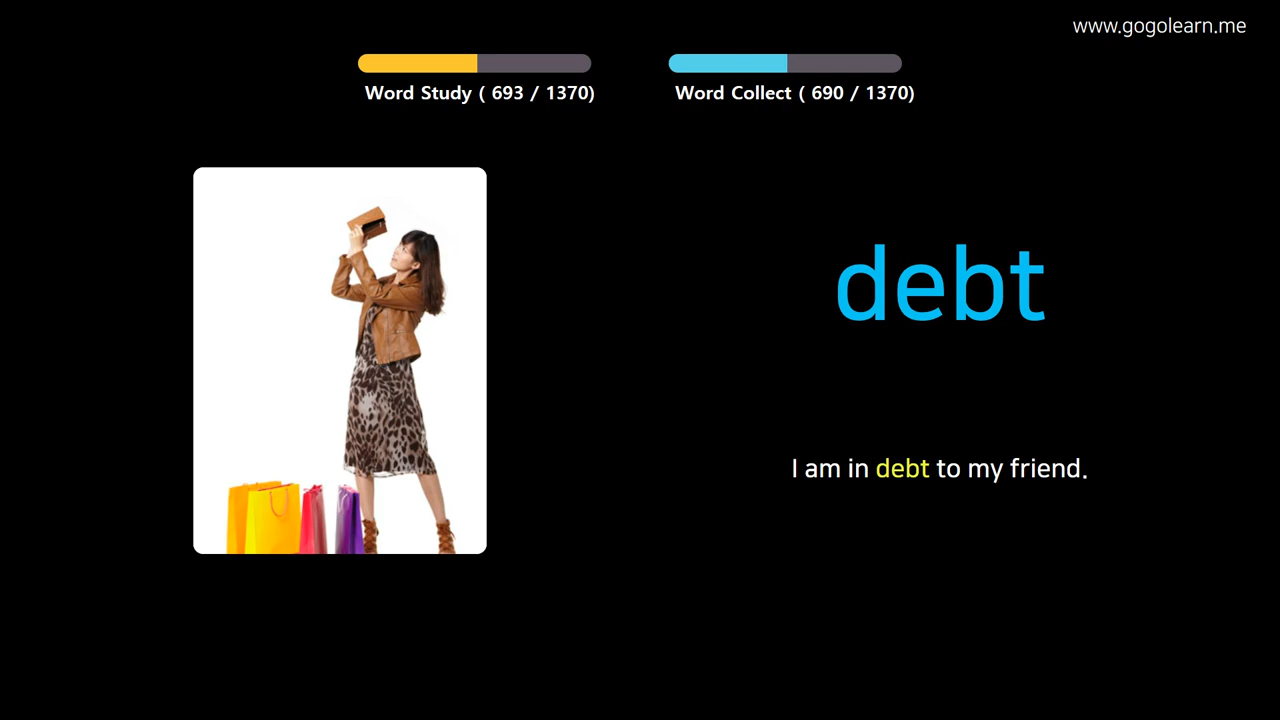 www.gogolearn.me
Word Study ( 693 / 1370)
Word Collect ( 690 / 1370)
debt
I am in debt to my friend.